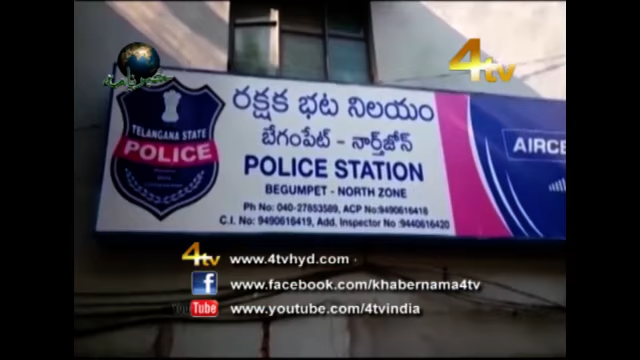 4tv
خبرنامہ
రక్షక భట నిలయం
బేగంపేట్ - నార్త్‌జోన్
TELANGANA STATE
POLICE
POLICE STATION
BEGUMPET - NORTH ZONE
Ph No: 040-27853589, ACP No:9490616418
C.I. No: 9490616419, Add. Inspector No :9440616420
AIRCE
4tv www.4tvhyd.com
f www.facebook.com/khabernama4tv
YouTube www.youtube.com/4tvindia